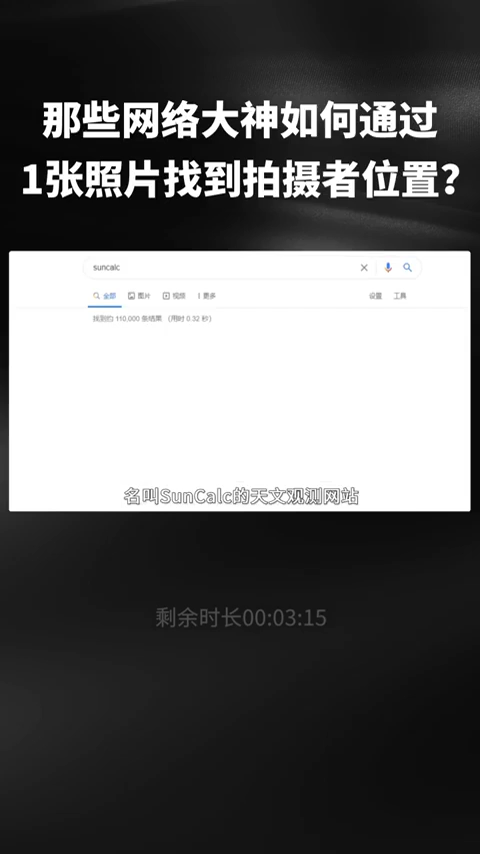 那些网络大神如何通过
1张照片找到拍摄者位置？
suncalc
全部 图片 视频 更多 设置 工具
找到约 110,000 条结果 （用时 0.32 秒）
名叫SunCalc的天文观测网站
剩余时长00:03:15